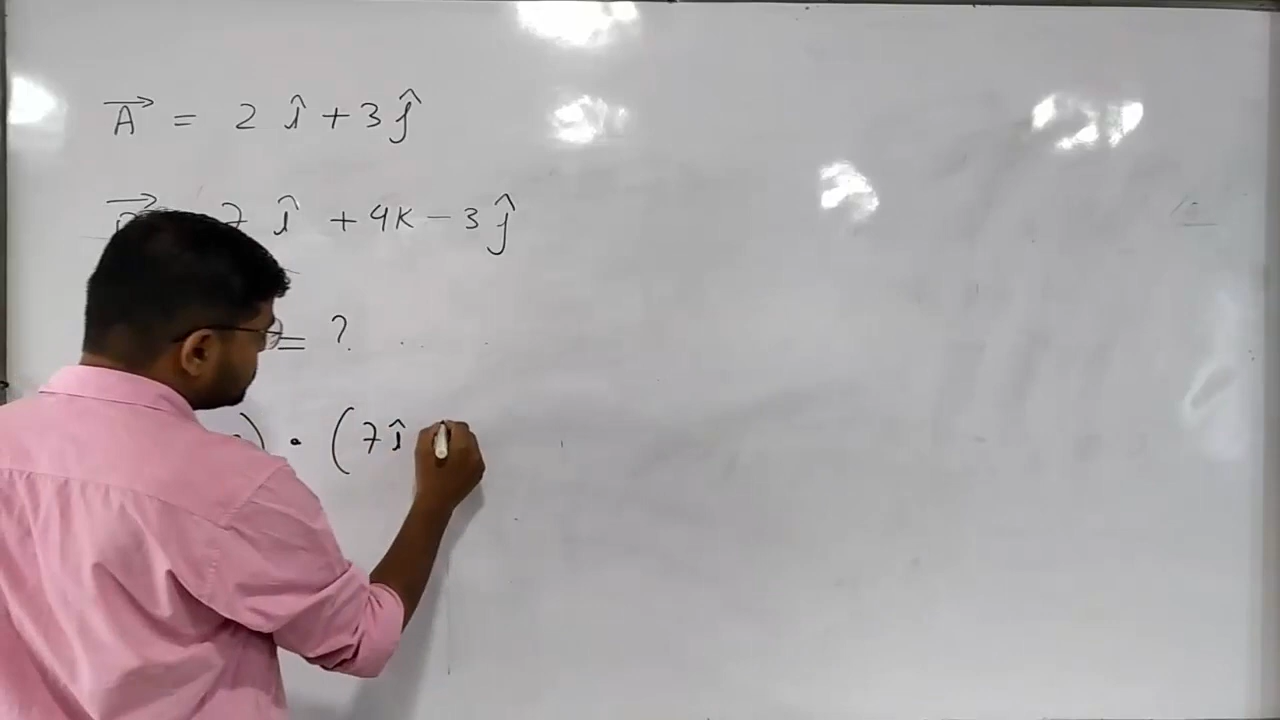 A⃗ = 2 î + 3 ĵ
7 î + 4K − 3 ĵ
= ?
) • (7 î